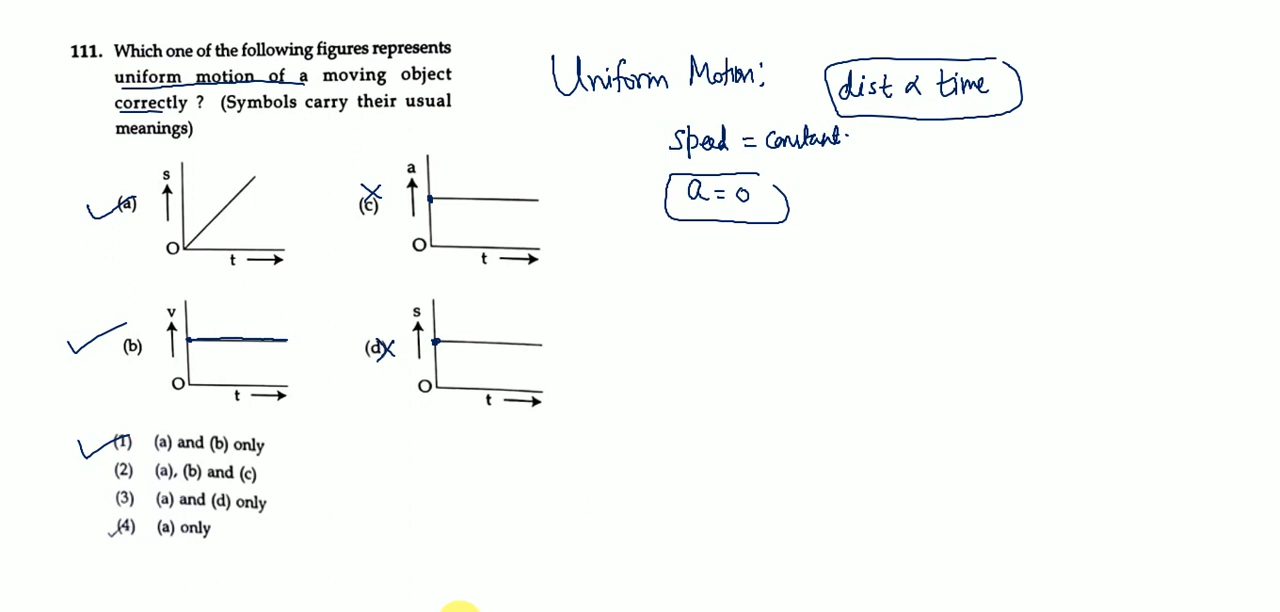 111. Which one of the following figures represents
uniform motion of a moving object
correctly ? (Symbols carry their usual
meanings)
Uniform Motion:
dist ∝ time
speed = constant.
a = 0
(a)
s
O
t
(c)
a
O
t
(b)
v
O
t
(d)
s
O
t
(1) (a) and (b) only
(2) (a), (b) and (c)
(3) (a) and (d) only
(4) (a) only